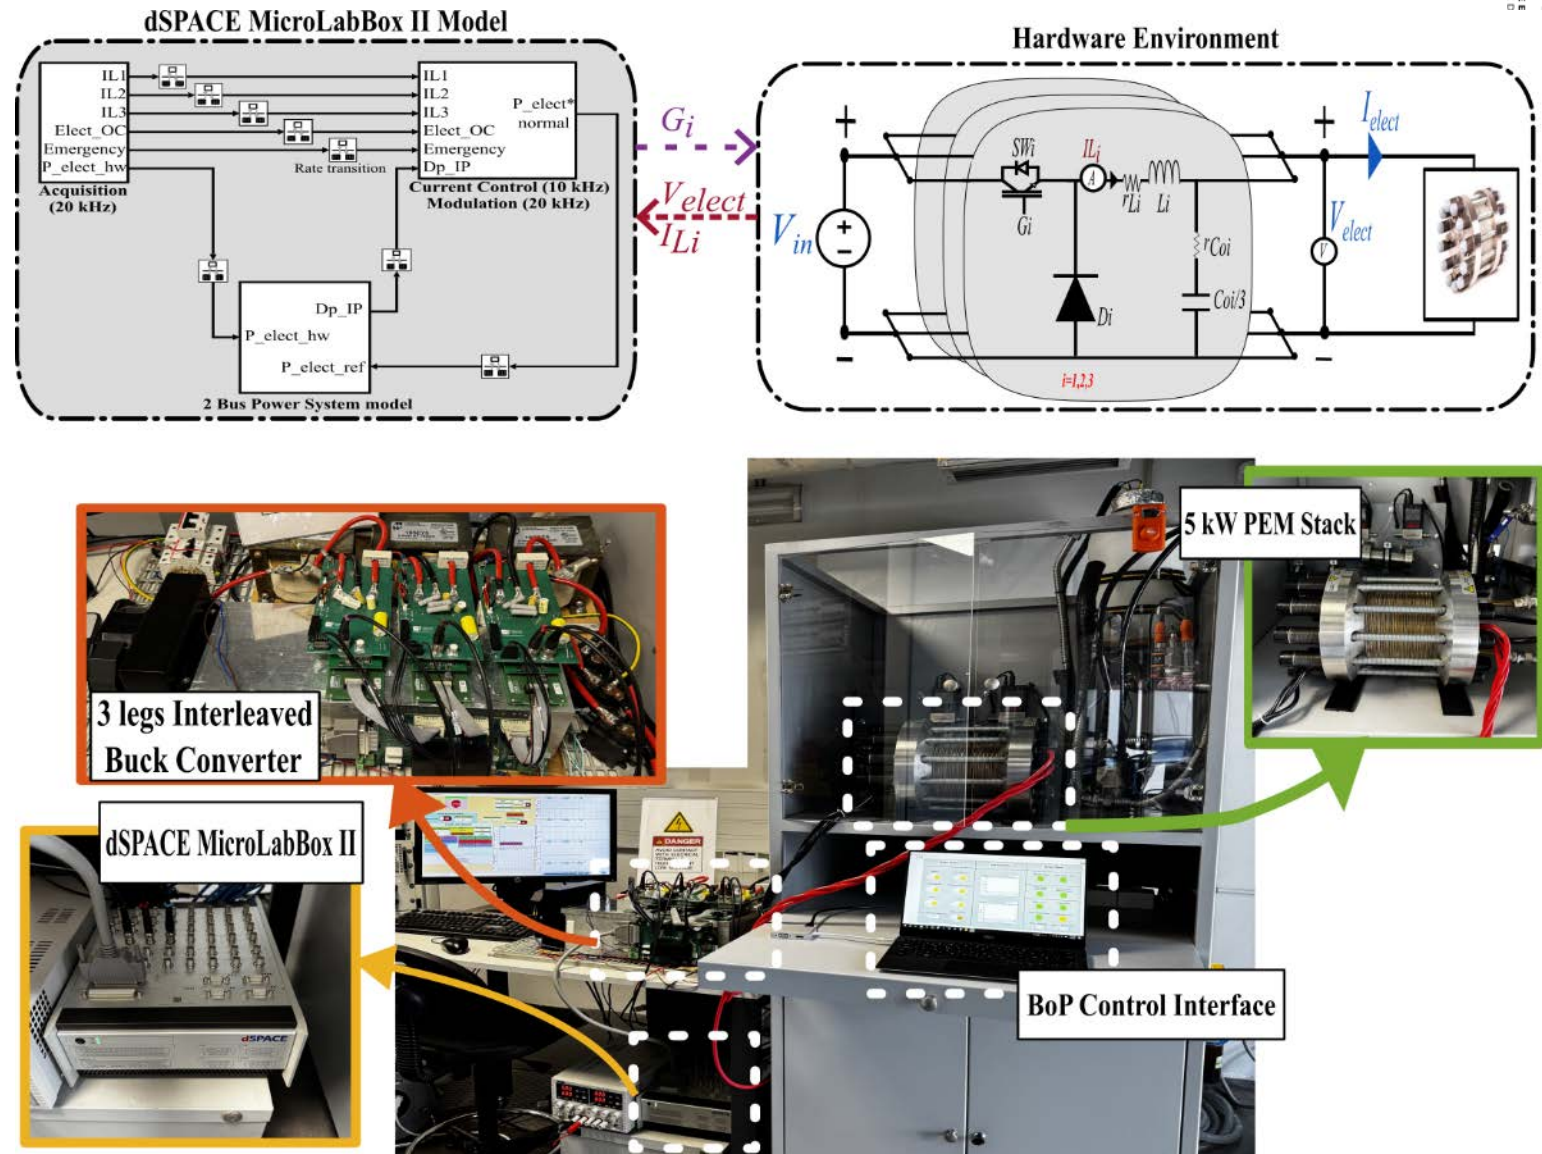 dSPACE MicroLabBox II Model
IL1
IL2
IL3
Elect_OC
Emergency
P_elect_hw
Acquisition
(20 kHz)
Rate transition
IL1
IL2
IL3
Elect_OC
Emergency
Dp_IP
P_elect*
normal
Current Control (10 kHz)
Modulation (20 kHz)
Dp_IP
P_elect_hw
P_elect_ref
2 Bus Power System model
Gi
Velect
ILi
Hardware Environment
Vin
SWi
Gi
ILi
A
rLi
Li
rCoi
Coi/3
Di
i=1,2,3
Ielect
Velect
V
3 legs Interleaved
Buck Converter
5 kW PEM Stack
dSPACE MicroLabBox II
dSPACE
DANGER
BoP Control Interface